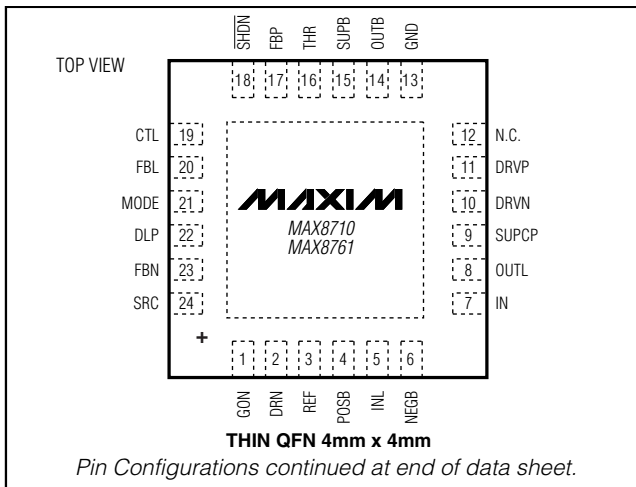 SHDN FBP THR SUPB OUTB GND
TOP VIEW
18 17 16 15 14 13
CTL 19 12 N.C.
FBL 20 11 DRVP
MODE 21 MAXIM 10 DRVN
MAX8710
DLP 22 MAX8761 9 SUPCP
FBN 23 8 OUTL
SRC 24 7 IN
+
1 2 3 4 5 6
GON DRN REF POSB INL NEGB
THIN QFN 4mm x 4mm
Pin Configurations continued at end of data sheet.